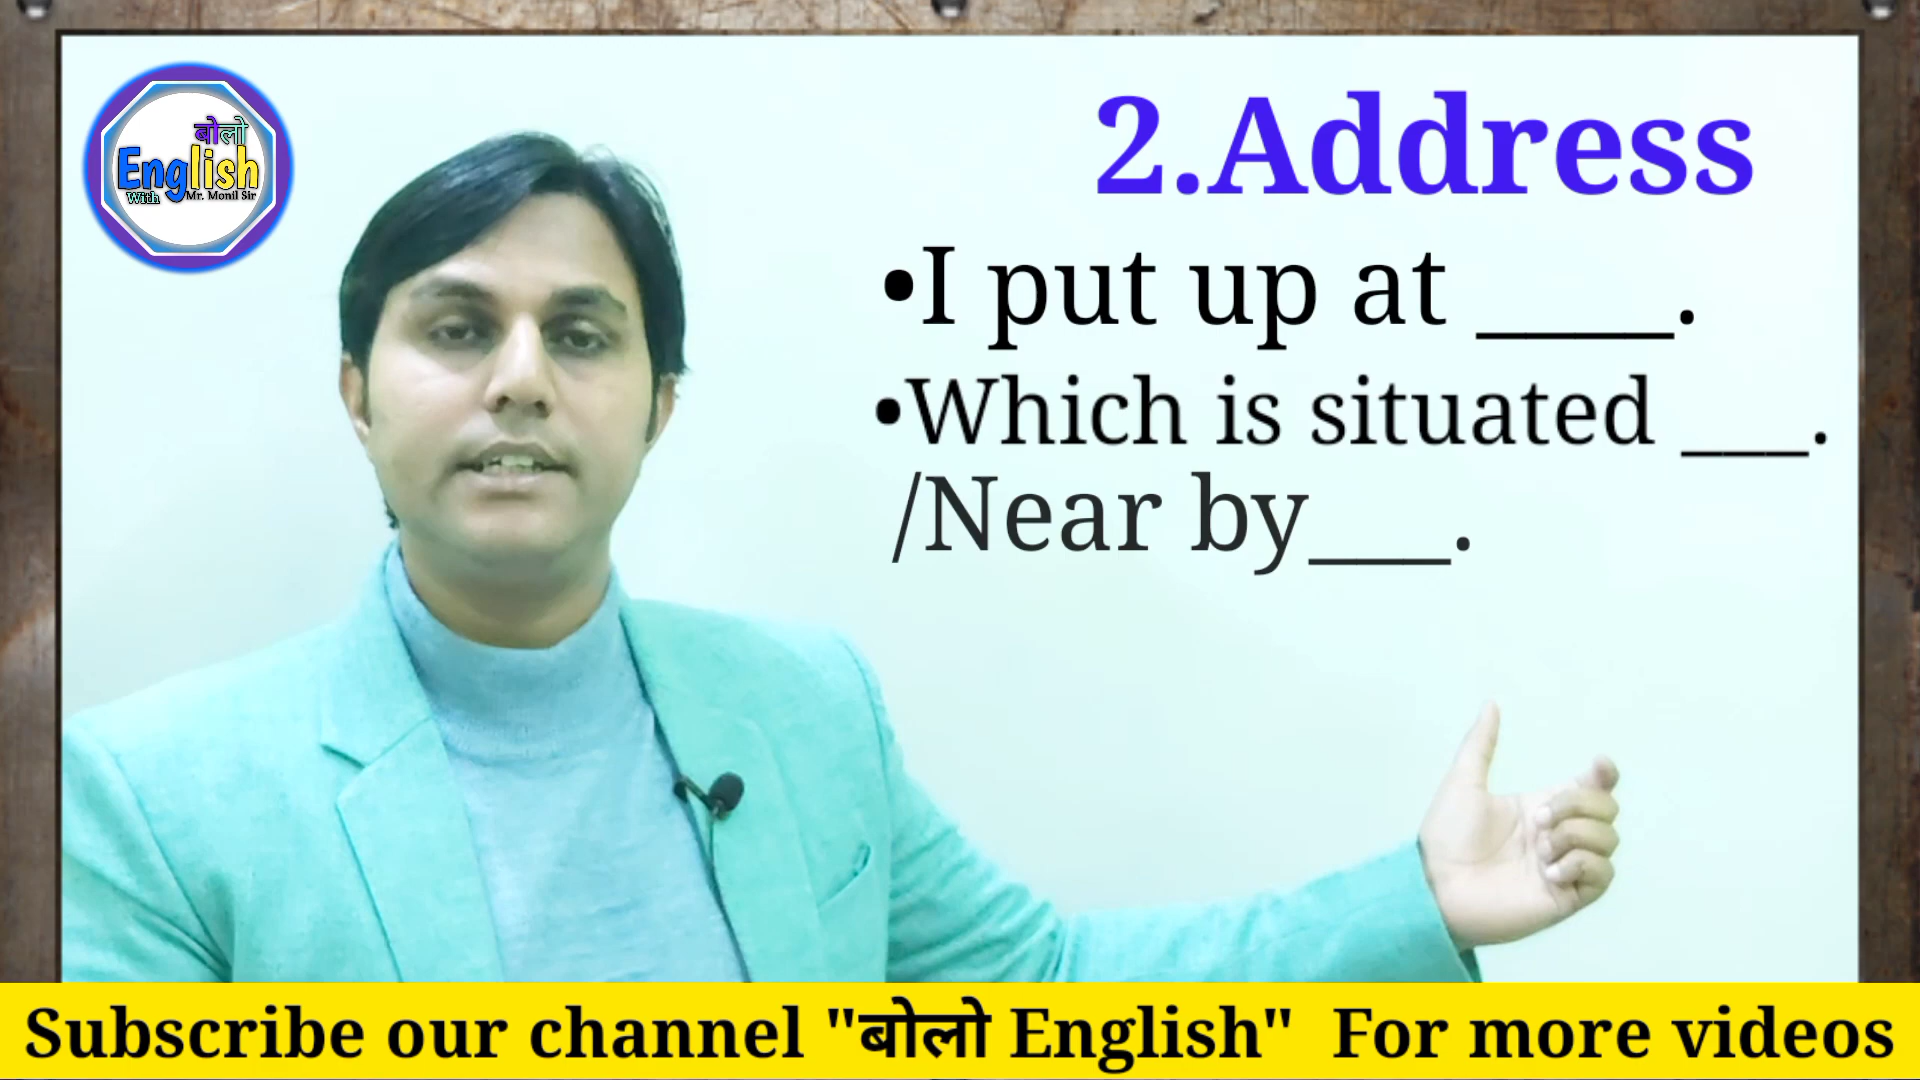 बोलो
English
With Mr. Monil Sir
2.Address
•I put up at ____.
•Which is situated ___.
/Near by___.
Subscribe our channel "बोलो English" For more videos